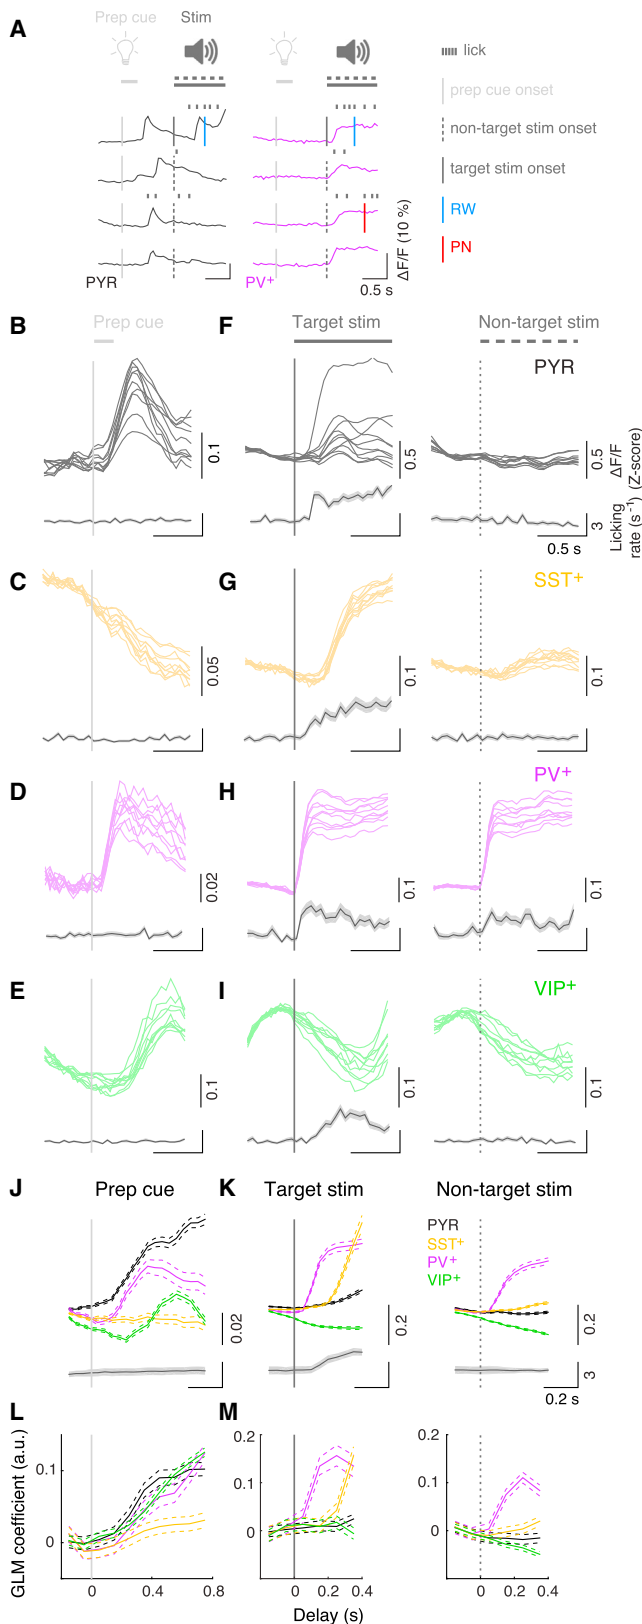 A
Prep cue
Stim
lick
prep cue onset
non-target stim onset
target stim onset
RW
PN
PYR
PV+
ΔF/F (10 %)
0.5 s
B
Prep cue
F
Target stim
Non-target stim
PYR
0.1
0.5
0.5
ΔF/F (Z-score)
3
Licking rate (s⁻¹)
0.5 s
C
G
SST+
0.05
0.1
0.1
D
H
PV+
0.02
0.1
0.1
E
I
VIP+
0.1
0.1
0.1
J
Prep cue
K
Target stim
Non-target stim
PYR
SST+
PV+
VIP+
0.02
0.2
0.2
3
0.2 s
L
M
GLM coefficient (a.u.)
0.1
0
0 0.4 0.8
0.2
0.1
0
0 0.2 0.4
0.2
0.1
0
0 0.2 0.4
Delay (s)